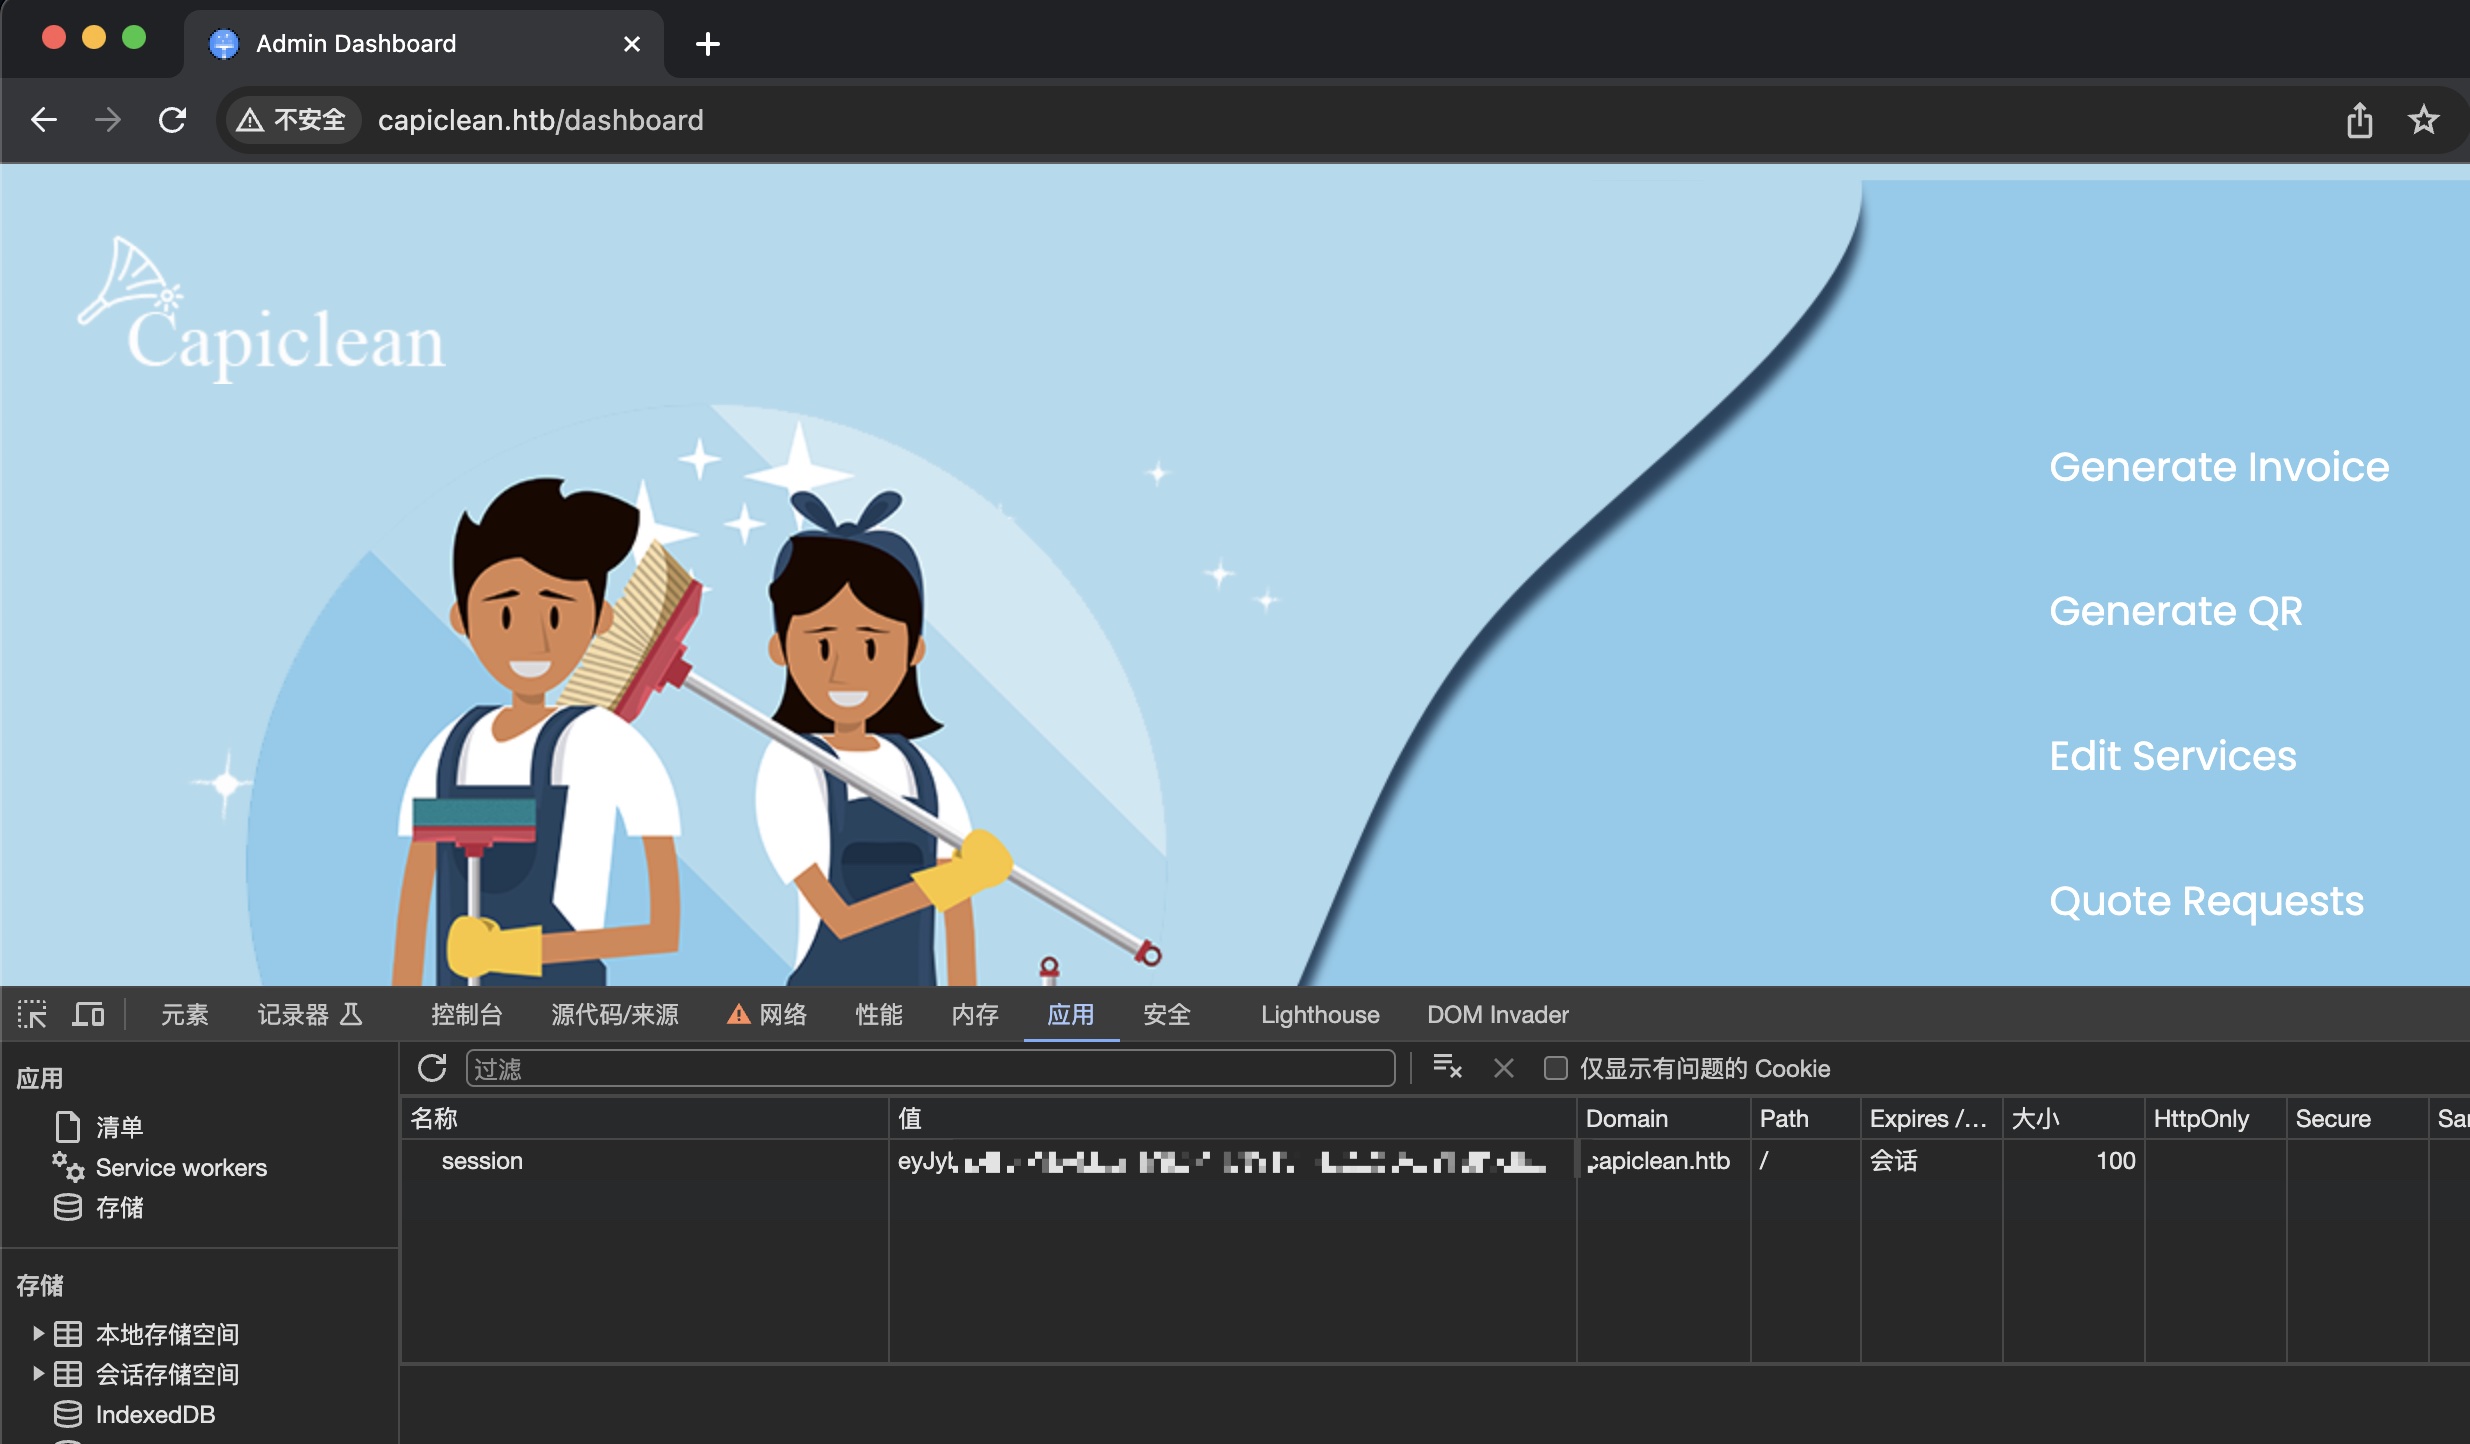 Admin Dashboard
不安全 capiclean.htb/dashboard
Capiclean
Generate Invoice
Generate QR
Edit Services
Quote Requests
元素 记录器 控制台 源代码/来源 网络 性能 内存 应用 安全 Lighthouse DOM Invader
应用
清单
Service workers
存储
存储
本地存储空间
会话存储空间
IndexedDB
过滤 仅显示有问题的 Cookie
名称 值 Domain Path Expires /... 大小 HttpOnly Secure
session capiclean.htb / 会话 100